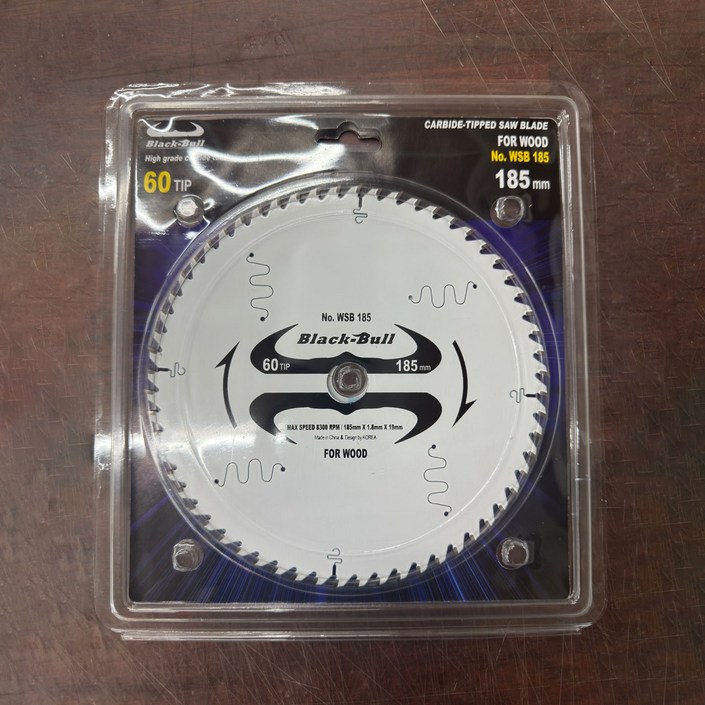 Black-Bull
High grade
60 TIP
CARBIDE-TIPPED SAW BLADE
FOR WOOD
No. WSB 185
185 mm
No. WSB 185
Black-Bull
60 TIP
185 mm
MAX SPEED 8300 RPM / 185mm X 1.8mm X 19mm
Made in China & Design by KOREA
FOR WOOD